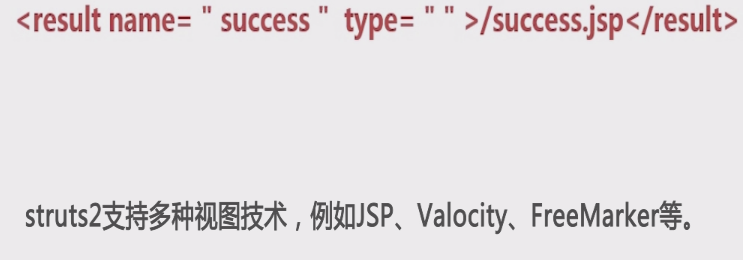 <result name= " success "  type= " " >/success.jsp</result>
struts2支持多种视图技术，例如JSP、Valocity、FreeMarker等。